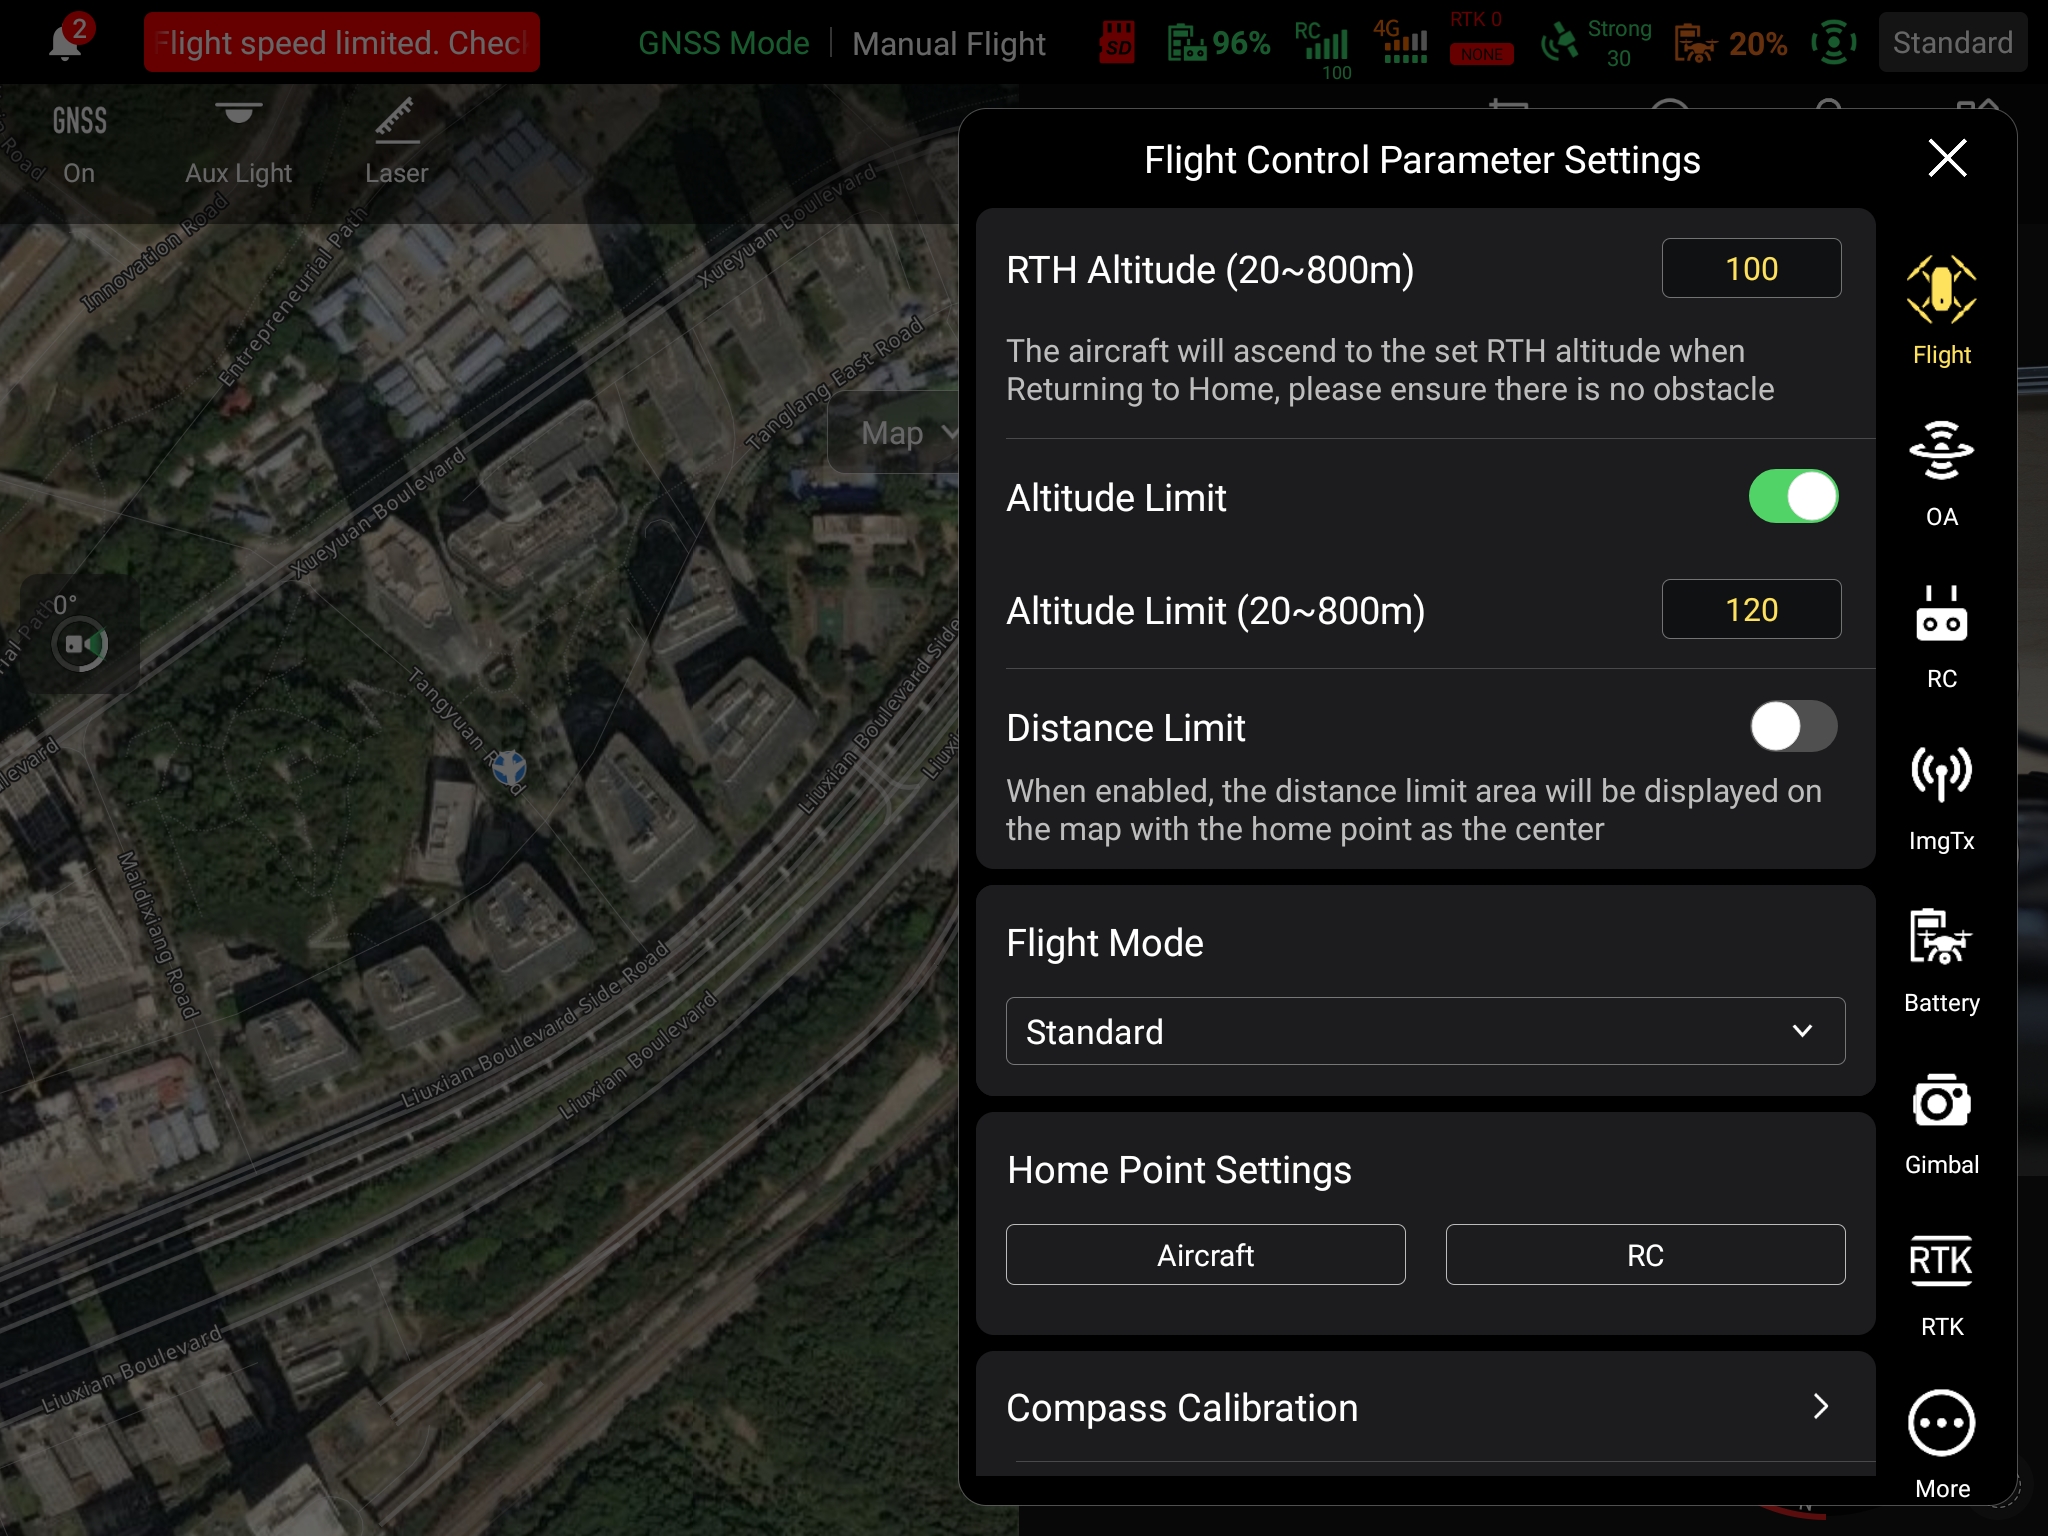 2
Flight speed limited. Chec
GNSS Mode | Manual Flight
SD
96%
RC
100
4G
RTK 0
NONE
Strong
30
20%
Standard
GNSS
On
Aux Light
Laser
Map
0°
Innovation Road
Entrepreneurial Path
Xueyuan Boulevard
Tanglang East Road
Xueyuan Boulevard
Tangyuan R
d
Liuxian Boulevard Side
Liuxi
levard
Maidixiang Road
Liuxian Boulevard Side Road
Liuxian Boulevard
Liuxian Boulevard
Flight Control Parameter Settings
RTH Altitude (20~800m)
100
The aircraft will ascend to the set RTH altitude when
Returning to Home, please ensure there is no obstacle
Altitude Limit
Altitude Limit (20~800m)
120
Distance Limit
When enabled, the distance limit area will be displayed on
the map with the home point as the center
Flight Mode
Standard
Home Point Settings
Aircraft
RC
Compass Calibration
Flight
OA
RC
ImgTx
Battery
Gimbal
RTK
RTK
More
N